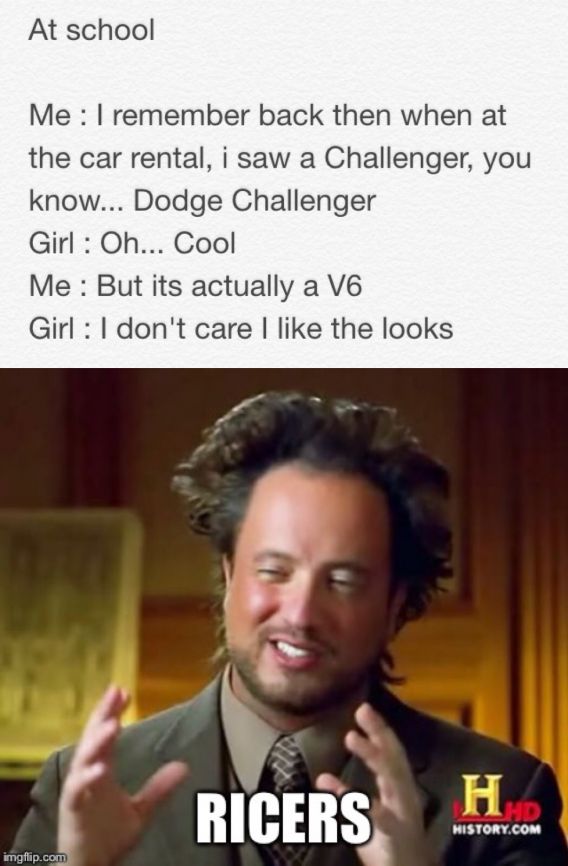 At school
Me : I remember back then when at
the car rental, i saw a Challenger, you
know... Dodge Challenger
Girl : Oh... Cool
Me : But its actually a V6
Girl : I don't care I like the looks
RICERS
H HD
HISTORY.COM
imgflip.com